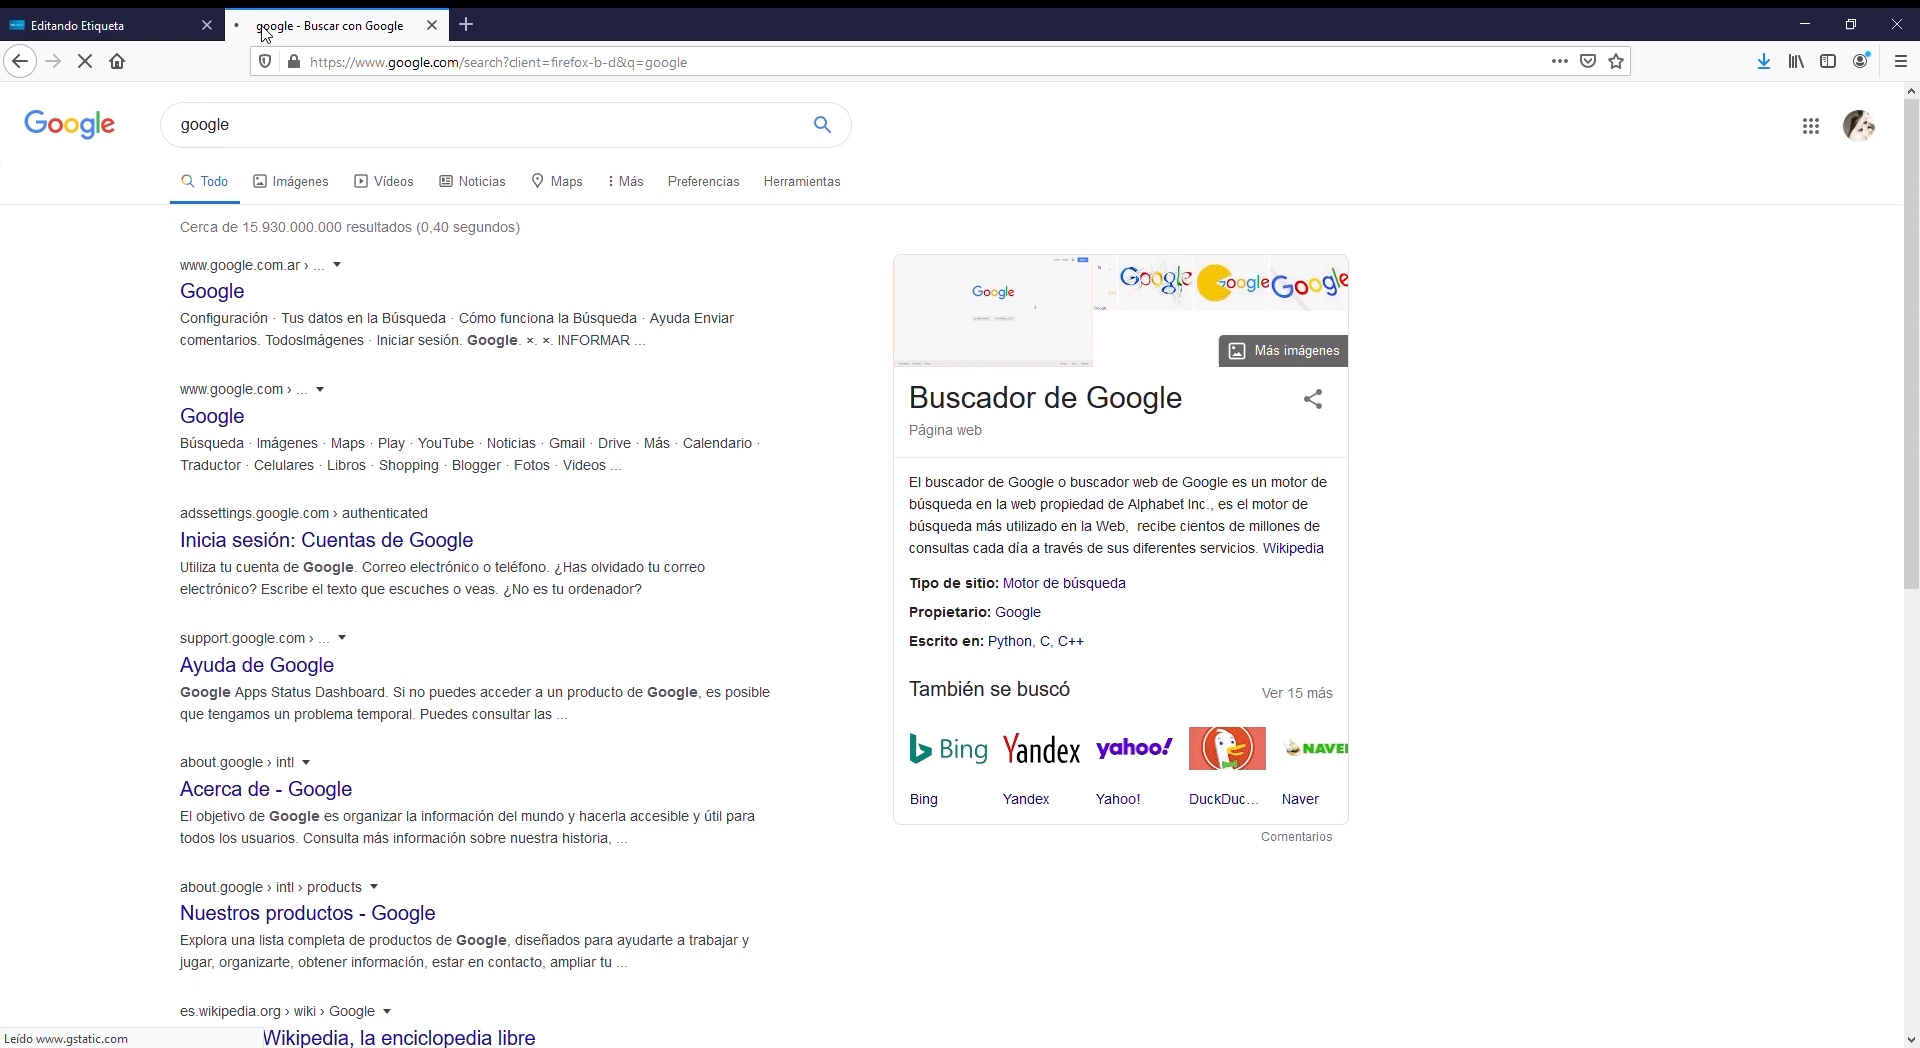 Editando Etiqueta
google - Buscar con Google
https://www.google.com/search?client=firefox-b-d&q=google
Google
google
Todo
Imágenes
Vídeos
Noticias
Maps
Más
Preferencias
Herramientas
Cerca de 15.930.000.000 resultados (0,40 segundos)
www.google.com.ar › ...
Google
Configuración · Tus datos en la Búsqueda · Cómo funciona la Búsqueda · Ayuda Enviar
comentarios. TodosImágenes · Iniciar sesión. Google. ×. ×. INFORMAR ...
www.google.com › ...
Google
Búsqueda · Imágenes · Maps · Play · YouTube · Noticias · Gmail · Drive · Más · Calendario ·
Traductor · Celulares · Libros · Shopping · Blogger · Fotos · Videos ...
adssettings.google.com › authenticated
Inicia sesión: Cuentas de Google
Utiliza tu cuenta de Google. Correo electrónico o teléfono. ¿Has olvidado tu correo
electrónico? Escribe el texto que escuches o veas. ¿No es tu ordenador?
support.google.com › ...
Ayuda de Google
Google Apps Status Dashboard. Si no puedes acceder a un producto de Google, es posible
que tengamos un problema temporal. Puedes consultar las ...
about.google › intl
Acerca de - Google
El objetivo de Google es organizar la información del mundo y hacerla accesible y útil para
todos los usuarios. Consulta más información sobre nuestra historia, ...
about.google › intl › products
Nuestros productos - Google
Explora una lista completa de productos de Google, diseñados para ayudarte a trabajar y
jugar, organizarte, obtener información, estar en contacto, ampliar tu ...
es.wikipedia.org › wiki › Google
Wikipedia, la enciclopedia libre
Leído www.gstatic.com
Google
Google
Google
Google
Más imágenes
Buscador de Google
Página web
El buscador de Google o buscador web de Google es un motor de
búsqueda en la web propiedad de Alphabet Inc., es el motor de
búsqueda más utilizado en la Web, recibe cientos de millones de
consultas cada día a través de sus diferentes servicios. Wikipedia
Tipo de sitio: Motor de búsqueda
Propietario: Google
Escrito en: Python, C, C++
También se buscó
Ver 15 más
Bing
Yandex
yahoo!
NAVER
Bing
Yandex
Yahoo!
DuckDuc...
Naver
Comentarios